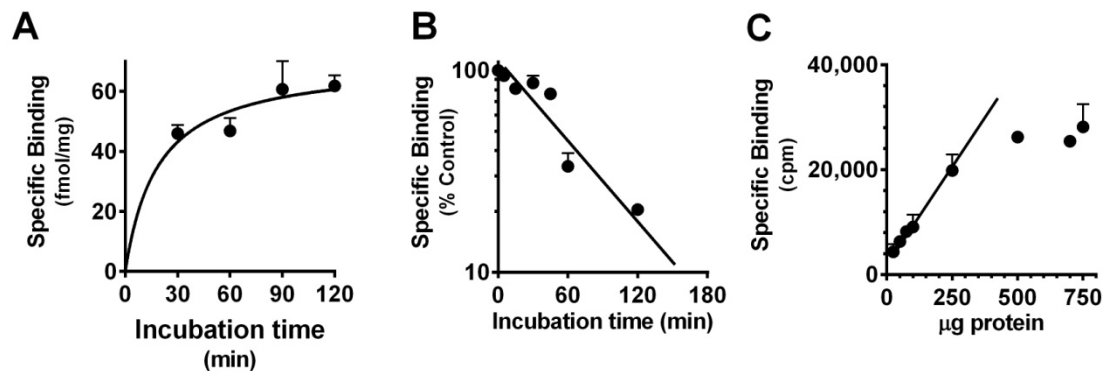 A
Specific Binding
(fmol/mg)
60
40
20
0
0 30 60 90 120
Incubation time
(min)
B
Specific Binding
(% Control)
100
10
0 60 120 180
Incubation time (min)
C
Specific Binding
(cpm)
40,000
20,000
0
0 250 500 750
μg protein